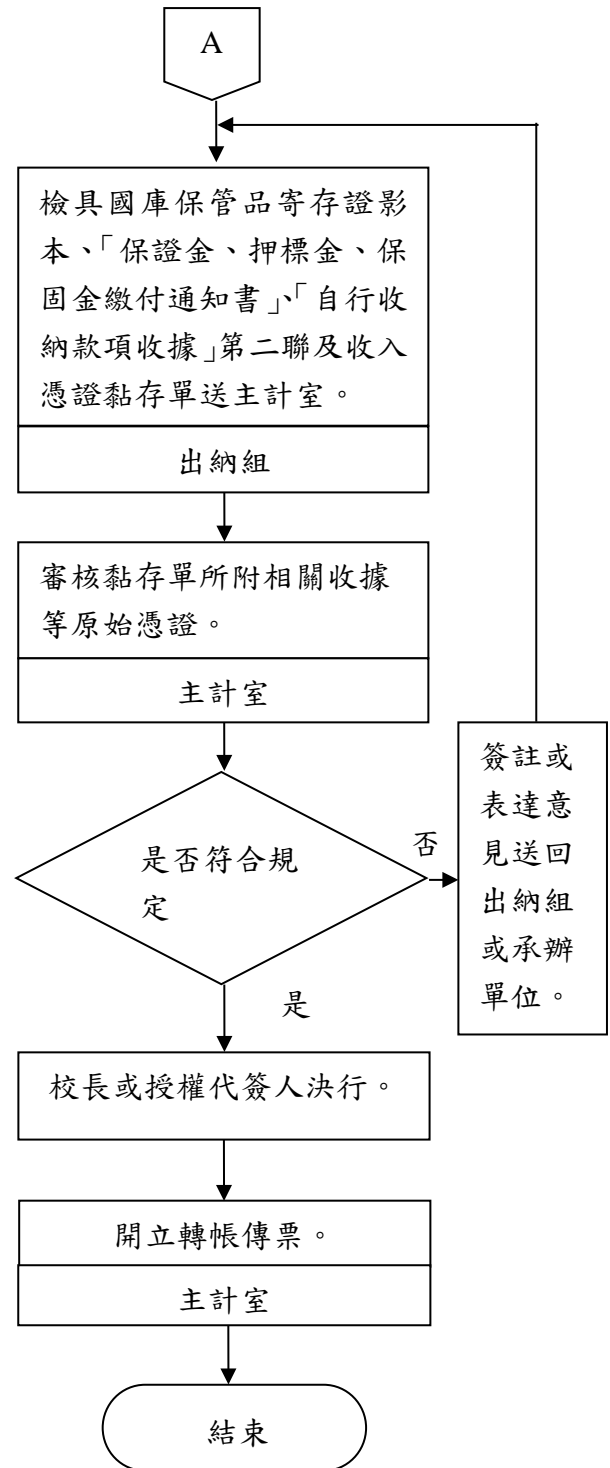 A
檢具國庫保管品寄存證影
本、「保證金、押標金、保
固金繳付通知書」、「自行收
納款項收據」第二聯及收入
憑證黏存單送主計室。
出納組
審核黏存單所附相關收據
等原始憑證。
主計室
是否符合規
定
否
簽註或
表達意
見送回
出納組
或承辦
單位。
是
校長或授權代簽人決行。
開立轉帳傳票。
主計室
結束